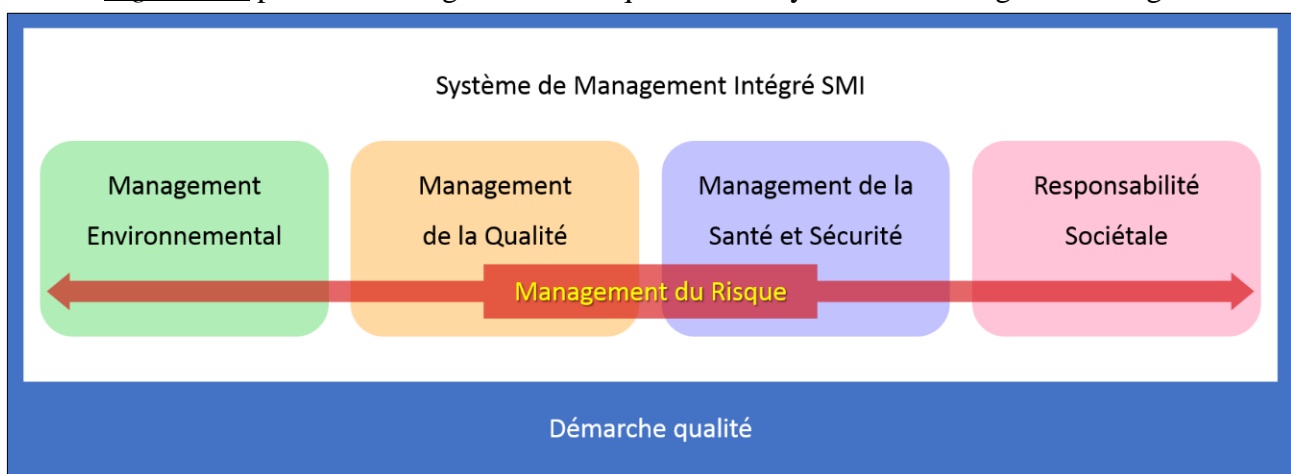 Système de Management Intégré SMI
Management
Environnemental
Management
de la Qualité
Management de la
Santé et Sécurité
Responsabilité
Sociétale
Management du Risque
Démarche qualité